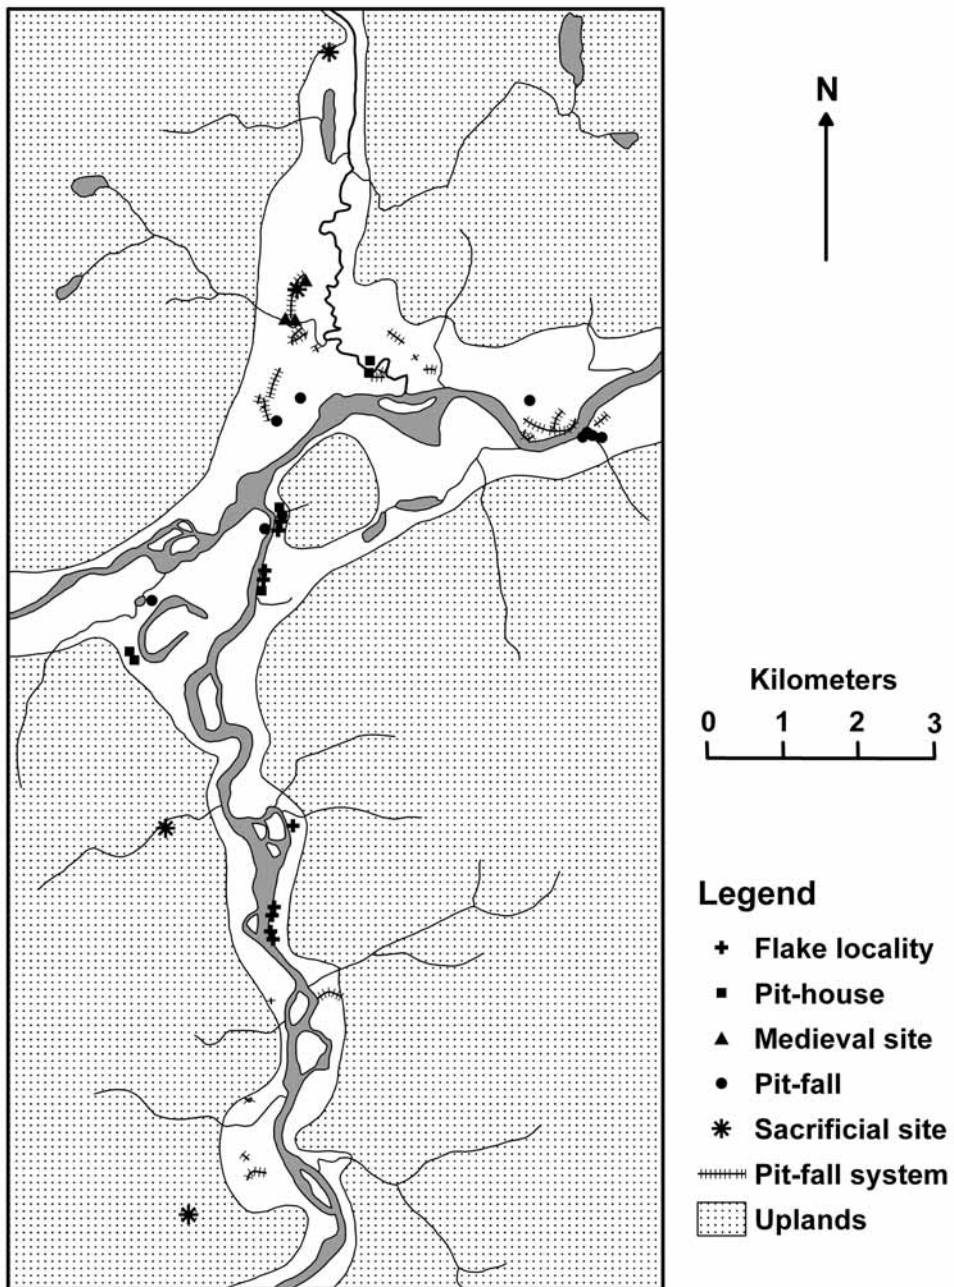 N
Kilometers
0 1 2 3
Legend
Flake locality
Pit-house
Medieval site
Pit-fall
Sacrificial site
Pit-fall system
Uplands